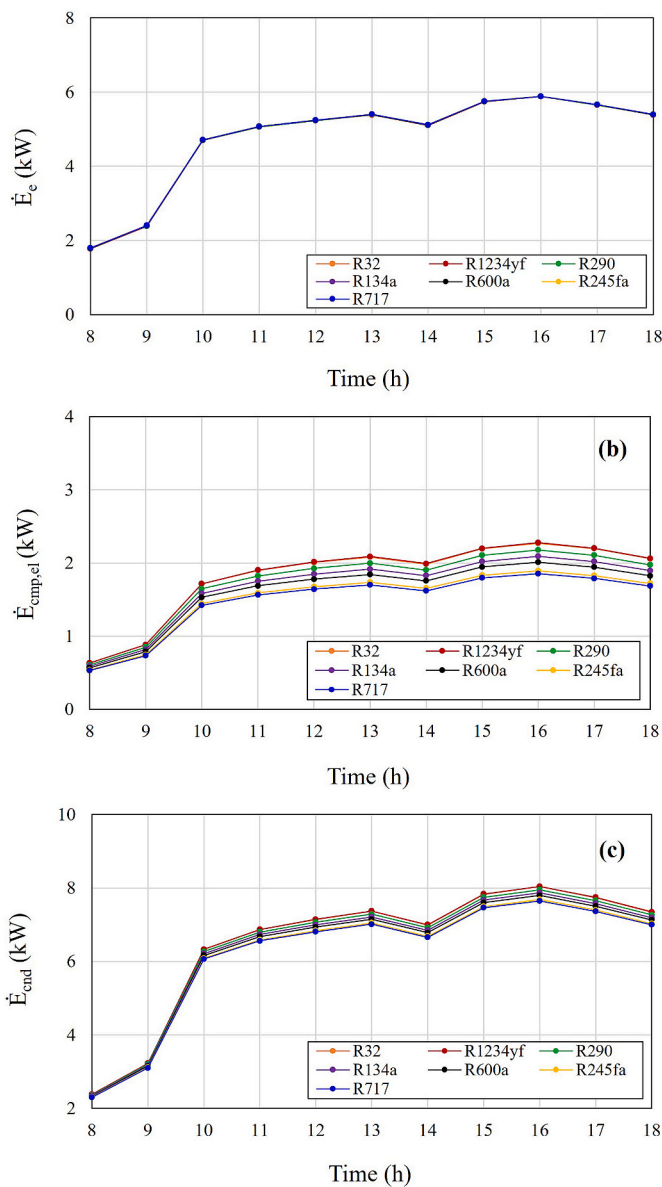 8
6
4
2
0
Ėe (kW)
R32 R1234yf R290
R134a R600a R245fa
R717
8 9 10 11 12 13 14 15 16 17 18
Time (h)
4
3
2
1
0
(b)
Ėcmp,el (kW)
R32 R1234yf R290
R134a R600a R245fa
R717
8 9 10 11 12 13 14 15 16 17 18
Time (h)
10
8
6
4
2
(c)
Ėcnd (kW)
R32 R1234yf R290
R134a R600a R245fa
R717
8 9 10 11 12 13 14 15 16 17 18
Time (h)